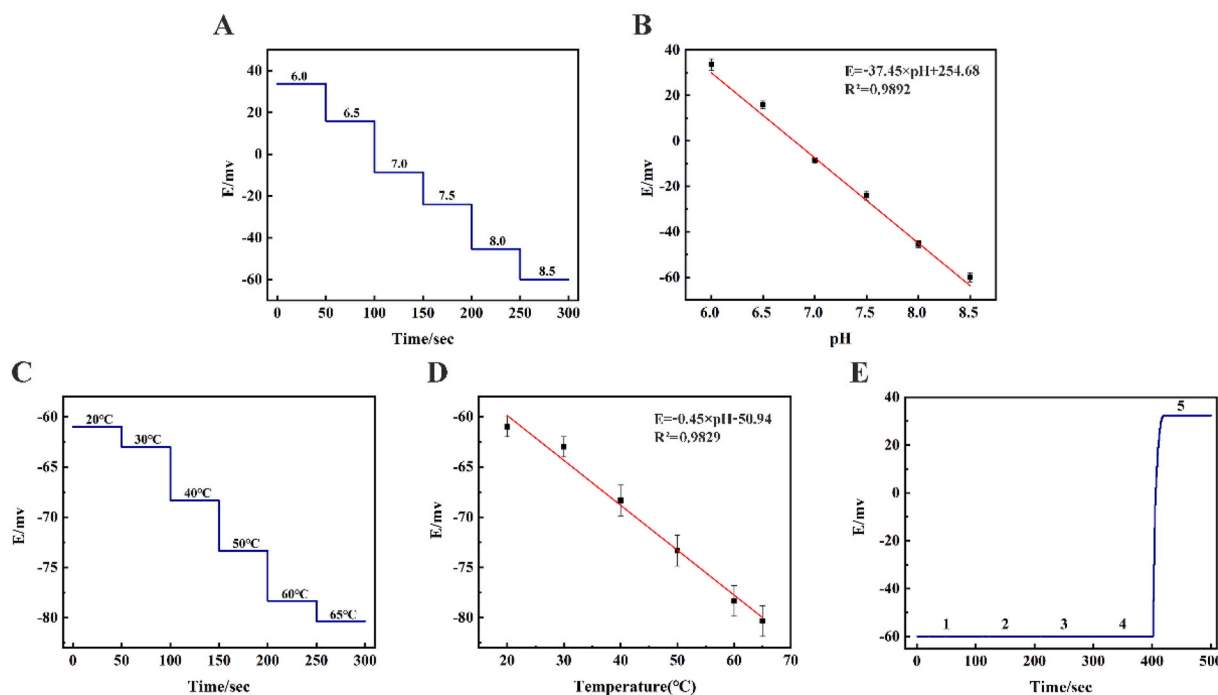 A
E/mv
40
20
0
-20
-40
-60
6.0
6.5
7.0
7.5
8.0
8.5
0 50 100 150 200 250 300
Time/sec
B
E/mv
40
20
0
-20
-40
-60
E=-37.45×pH+254.68
R²=0.9892
6.0 6.5 7.0 7.5 8.0 8.5
pH
C
E/mv
-60
-65
-70
-75
-80
20℃
30℃
40℃
50℃
60℃
65℃
0 50 100 150 200 250 300
Time/sec
D
E/mv
-60
-65
-70
-75
-80
E=-0.45×pH-50.94
R²=0.9829
20 30 40 50 60 70
Temperature(℃)
E
E/mv
40
20
0
-20
-40
-60
1 2 3 4 5
0 100 200 300 400 500
Time/sec